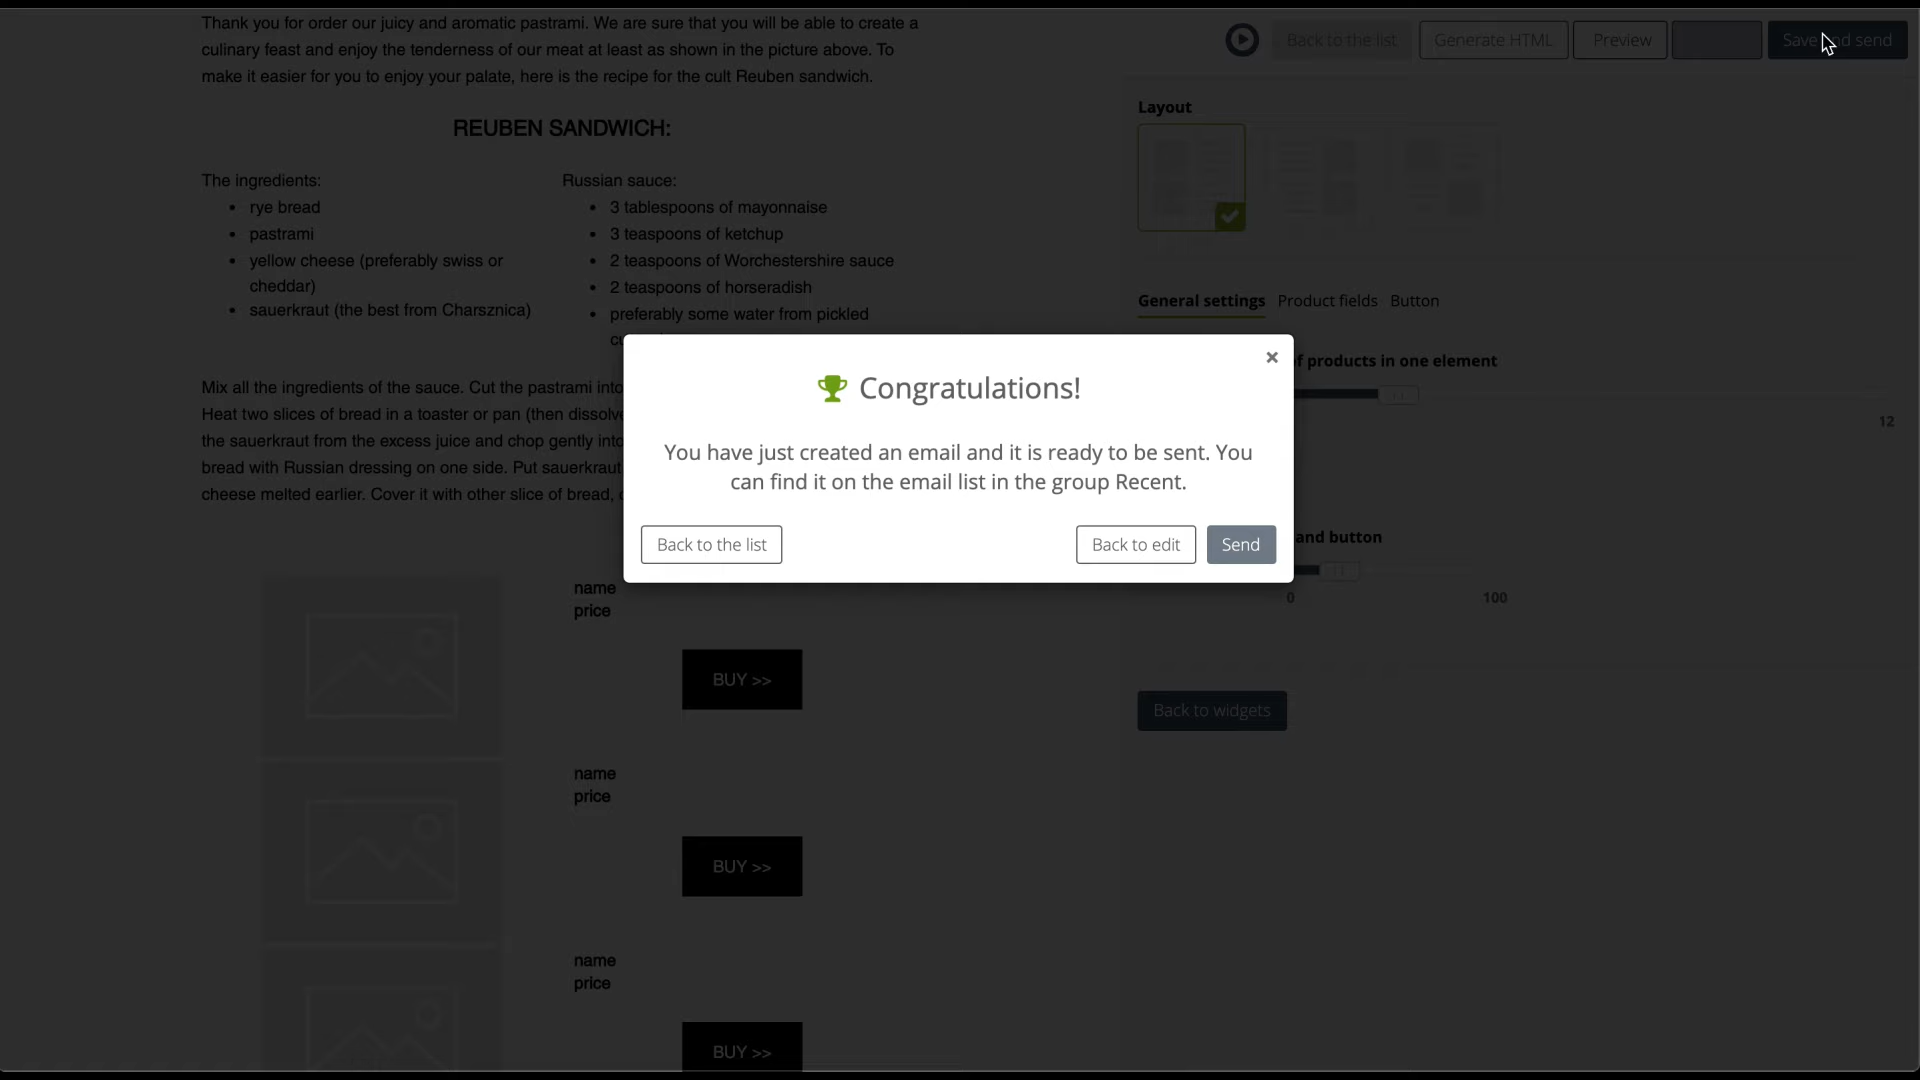 Thank you for order our juicy and aromatic pastrami. We are sure that you will be able to create a
culinary feast and enjoy the tenderness of our meat at least as shown in the picture above. To
make it easier for you to enjoy your palate, here is the recipe for the cult Reuben sandwich.
REUBEN SANDWICH:
The ingredients:
rye bread
pastrami
yellow cheese (preferably swiss or
cheddar)
sauerkraut (the best from Charsznica)
Russian sauce:
3 tablespoons of mayonnaise
3 teaspoons of ketchup
2 teaspoons of Worchestershire sauce
2 teaspoons of horseradish
preferably some water from pickled
Mix all the ingredients of the sauce. Cut the pastrami into
Heat two slices of bread in a toaster or pan (then dissolve
the sauerkraut from the excess juice and chop gently into
bread with Russian dressing on one side. Put sauerkraut
cheese melted earlier. Cover it with other slice of bread,
name
price
BUY >>
name
price
BUY >>
name
price
BUY >>
Back to the list
Generate HTML
Preview
Save and send
Layout
General settings Product fields Button
of products in one element
12
and button
0 100
Back to widgets
×
Congratulations!
You have just created an email and it is ready to be sent. You
can find it on the email list in the group Recent.
Back to the list
Back to edit
Send